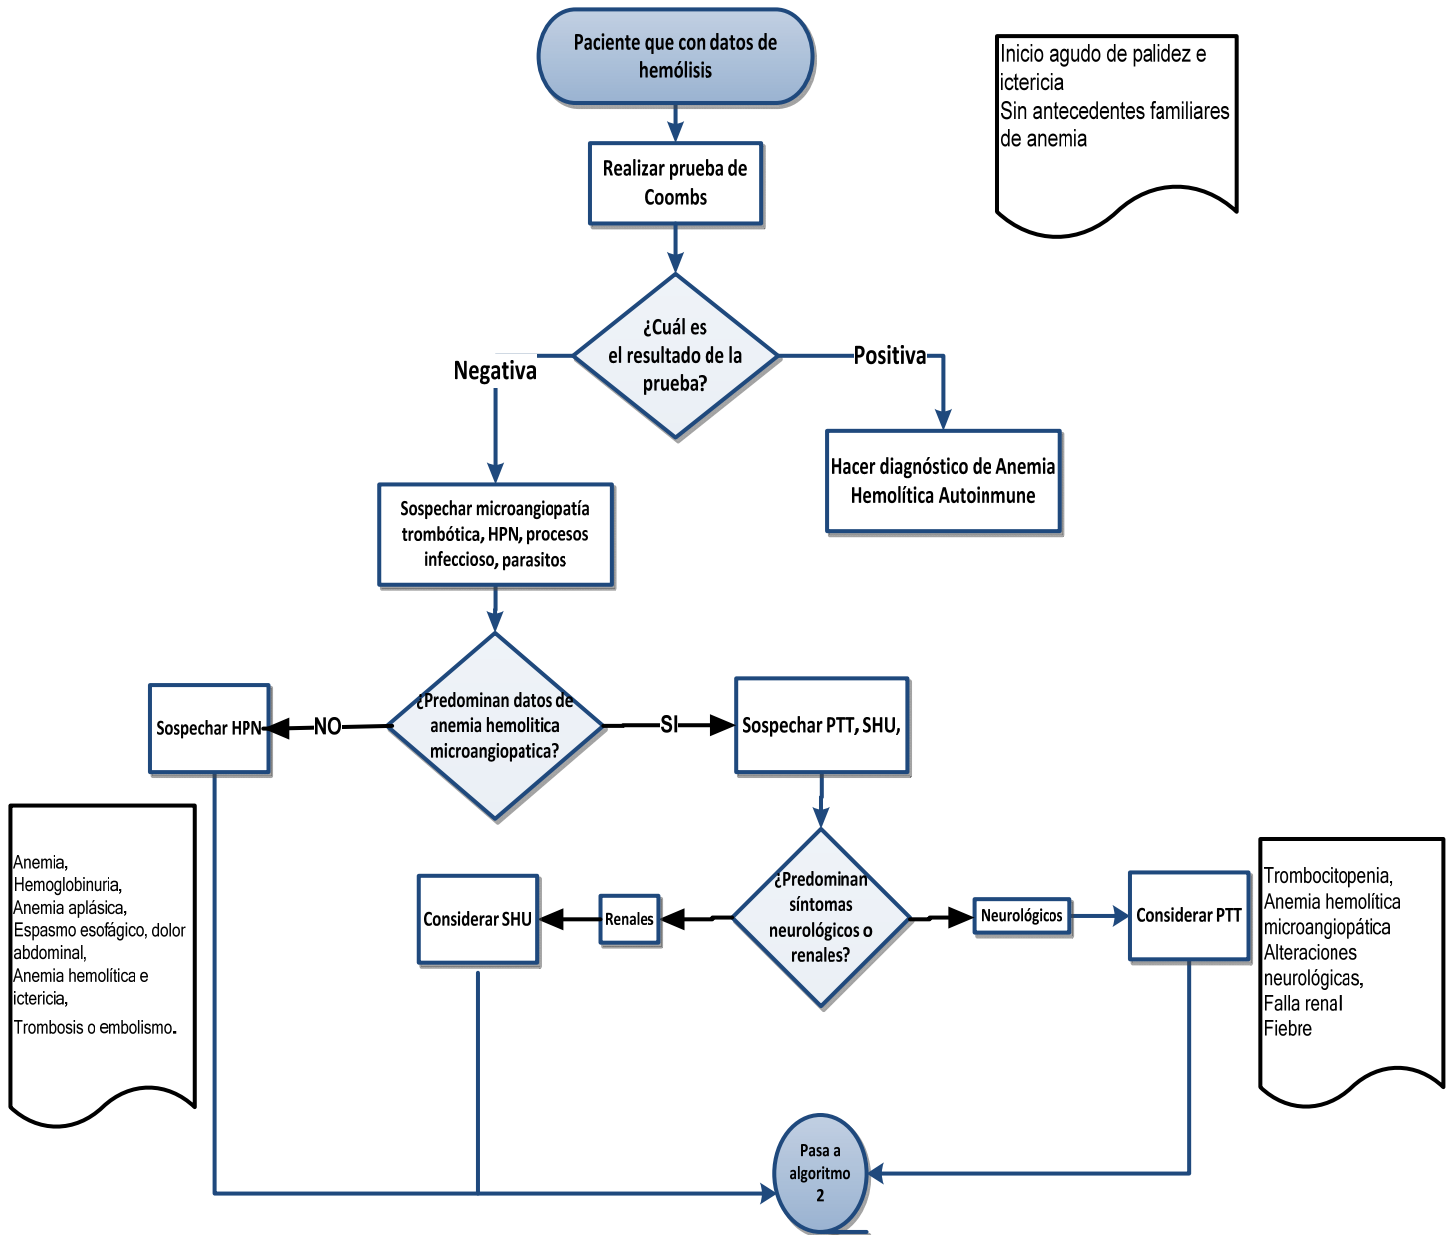 Paciente que con datos de
hemólisis
Inicio agudo de palidez e
ictericia
Sin antecedentes familiares
de anemia
Realizar prueba de
Coombs
¿Cuál es
el resultado de la
prueba?
Negativa
Positiva
Hacer diagnóstico de Anemia
Hemolítica Autoinmune
Sospechar microangiopatía
trombótica, HPN, procesos
infeccioso, parasitos
¿Predominan datos de
anemia hemolitica
microangiopatica?
NO
SI
Sospechar HPN
Sospechar PTT, SHU,
Anemia,
Hemoglobinuria,
Anemia aplásica,
Espasmo esofágico, dolor
abdominal,
Anemia hemolítica e
ictericia,
Trombosis o embolismo.
¿Predominan
síntomas
neurológicos o
renales?
Considerar SHU
Renales
Neurológicos
Considerar PTT
Trombocitopenia,
Anemia hemolítica
microangiopática
Alteraciones
neurológicas,
Falla renal
Fiebre
Pasa a
algoritmo
2